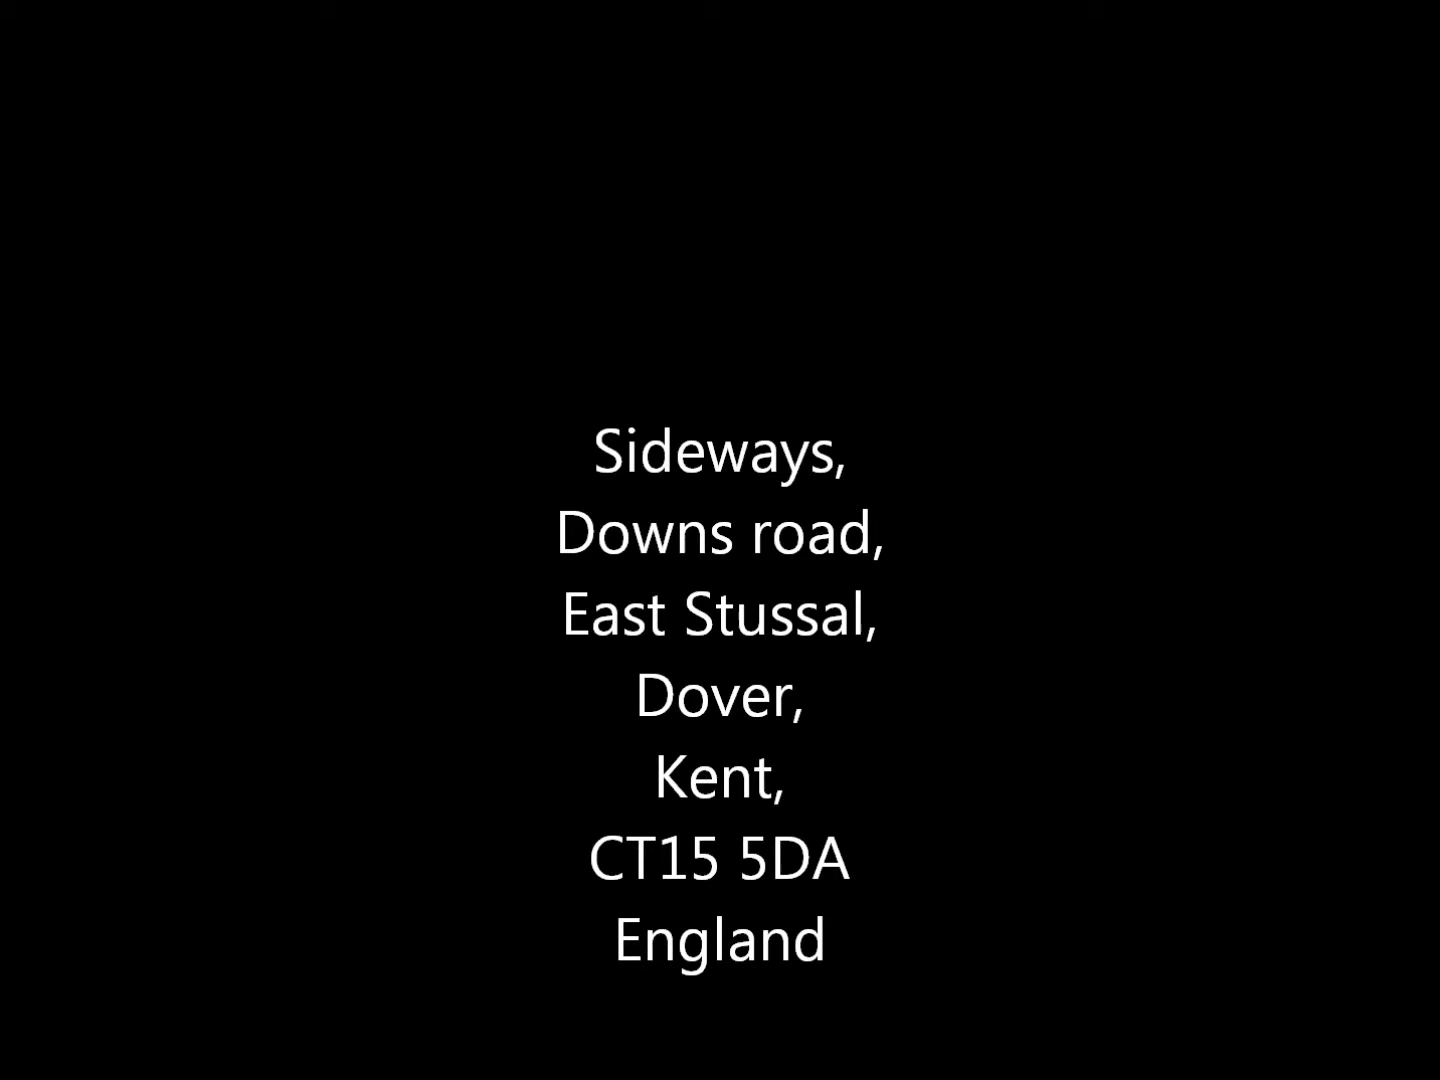 Sideways,
Downs road,
East Stussal,
Dover,
Kent,
CT15 5DA
England